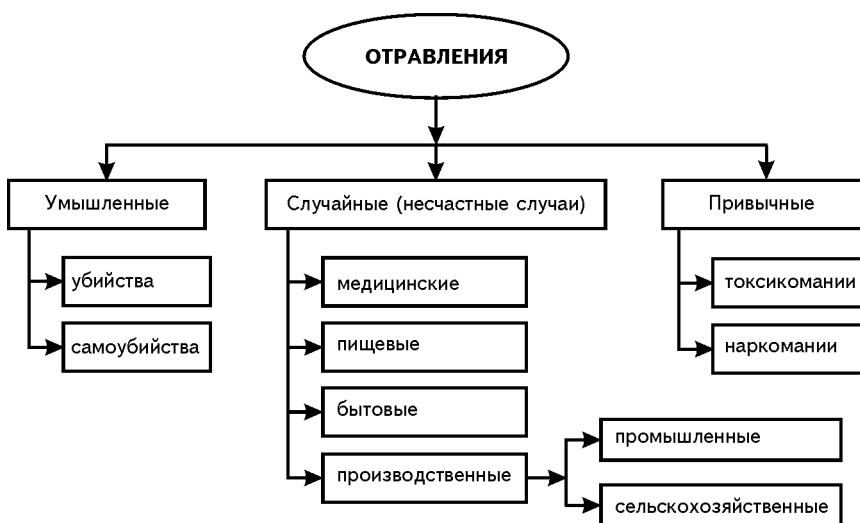 ОТРАВЛЕНИЯ
Умышленные
убийства
самоубийства
Случайные (несчастные случаи)
медицинские
пищевые
бытовые
производственные
промышленные
сельскохозяйственные
Привычные
токсикомании
наркомании